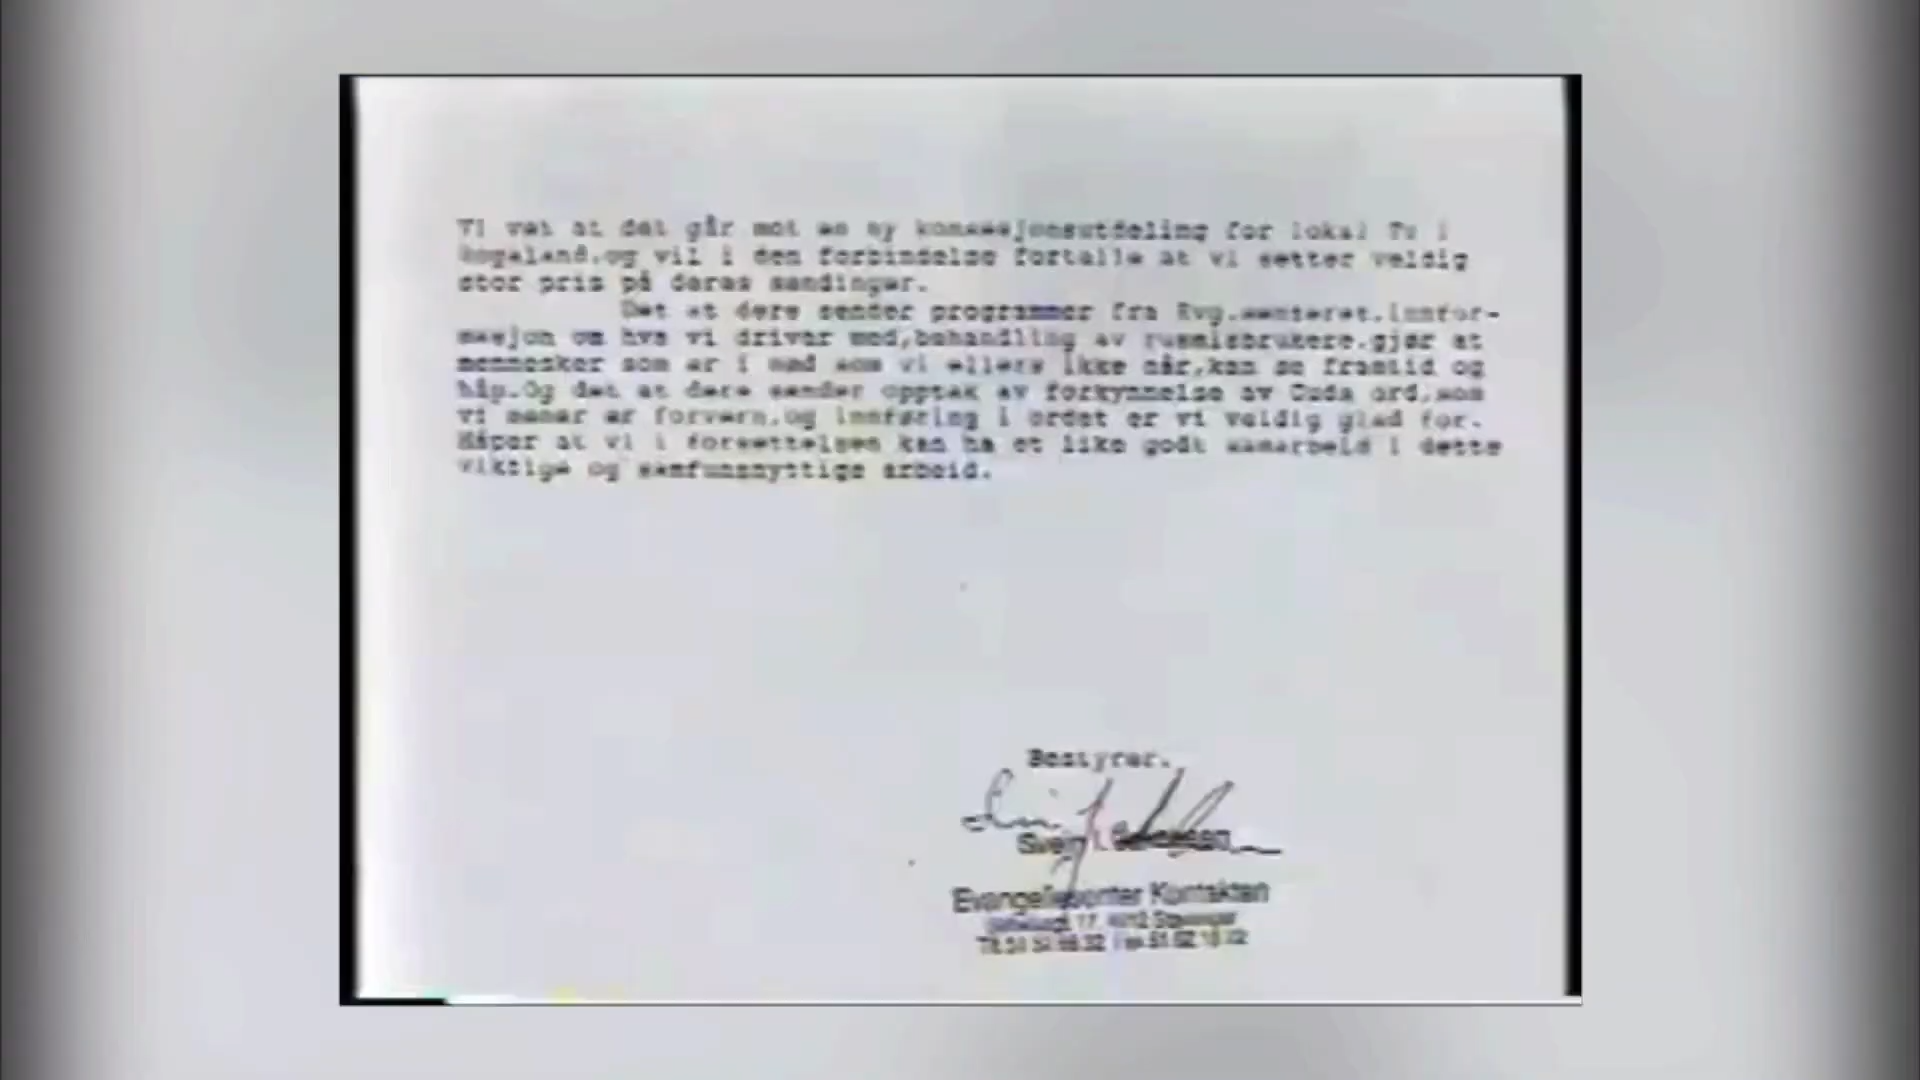 Vi vet at det går mot en ny konsesjonsutdeling for lokal Tv i
Rogaland,og vil i den forbindelse fortelle at vi setter veldig
stor pris på deres sendinger.
Det at dere sender programmer fra Evg.senteret,innfor-
masjon om hva vi driver med,behandling av rusmisbrukere,gjør at
mennesker som er i nød som vi ellers ikke når,kan se framtid og
håp.Og det at dere sender opptak av forkynnelse av Guds ord,som
vi mener er forvern,og innføring i ordet er vi veldig glad for.
Håper at vi i forsettelsen kan ha et like godt samarbeid i dette
viktige og samfunsnyttige arbeid.
Bestyrer.
Svein
Evangeliesenter Kontakten
17, Stavanger